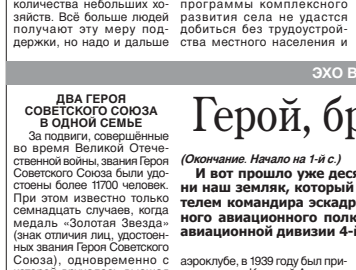 количества небольших хо-
зяйств. Всё больше людей
получают эту меру под-
держки, но надо и дальше
программы комплексного
развития села не удастся
добиться без трудоустрой-
ства местного населения и
ЭХО В
ДВА ГЕРОЯ
СОВЕТСКОГО СОЮЗА
В ОДНОЙ СЕМЬЕ
За подвиги, совершённые
во время Великой Отече-
ственной войны, звания Героя
Советского Союза были удо-
стоены более 11700 человек.
При этом известно только
семнадцать случаев, когда
медаль «Золотая Звезда»
(знак отличия лиц, удостоен-
ных звания Героя Советского
Союза), одновременно с
Герой, бр
(Окончание. Начало на 1-й с.)
И вот прошло уже деся
ни наш земляк, который
телем командира эскадр
ного авиационного полк
авиационной дивизии 4-й
аэроклубе, в 1939 году был при-